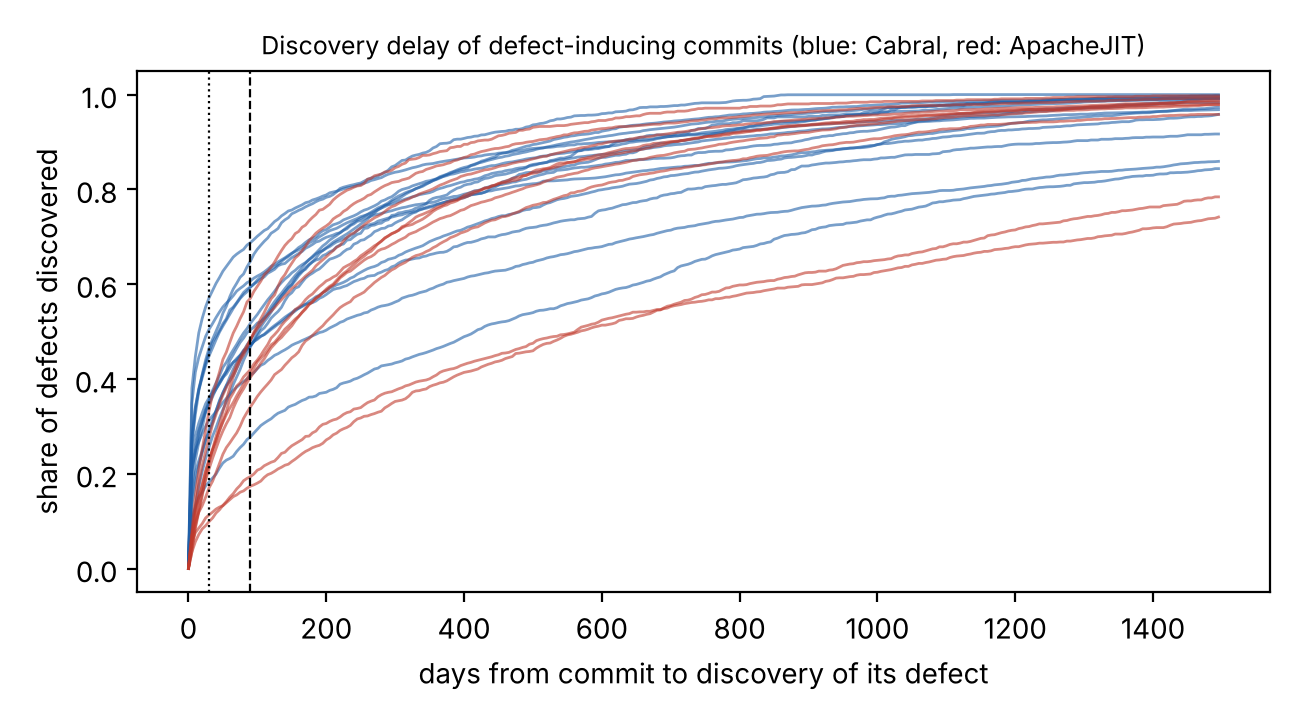 Discovery delay of defect-inducing commits (blue: Cabral, red: ApacheJIT)
1.0
0.8
0.6
0.4
0.2
0.0
share of defects discovered
0 200 400 600 800 1000 1200 1400
days from commit to discovery of its defect